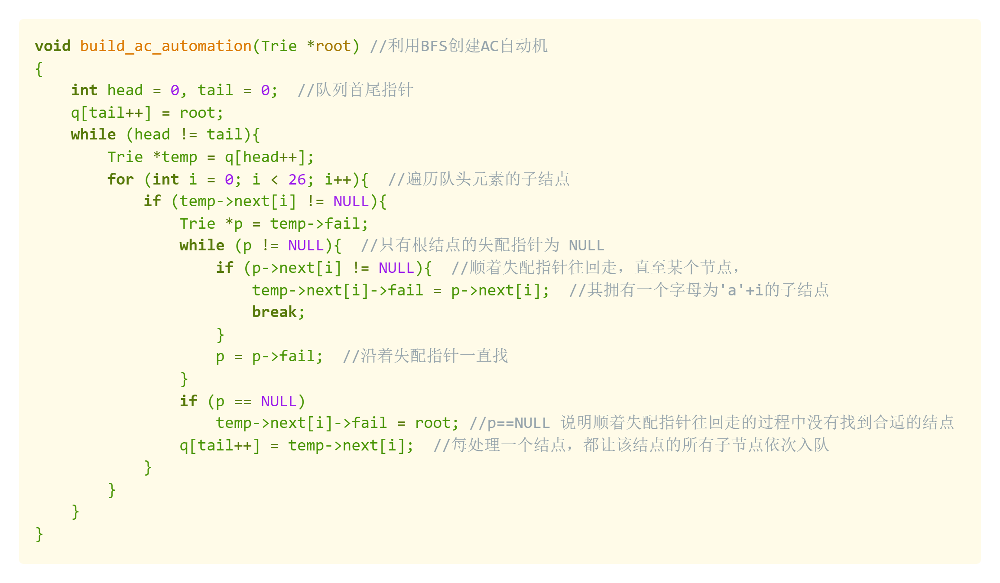 void build_ac_automation(Trie *root) //利用BFS创建AC自动机
{
    int head = 0, tail = 0;  //队列首尾指针
    q[tail++] = root;
    while (head != tail){
        Trie *temp = q[head++];
        for (int i = 0; i < 26; i++){  //遍历队头元素的子结点
            if (temp->next[i] != NULL){
                Trie *p = temp->fail;
                while (p != NULL){  //只有根结点的失配指针为 NULL
                    if (p->next[i] != NULL){  //顺着失配指针往回走，直至某个节点，
                        temp->next[i]->fail = p->next[i];  //其拥有一个字母为'a'+i的子结点
                        break;
                    }
                    p = p->fail;  //沿着失配指针一直找
                }
                if (p == NULL)
                    temp->next[i]->fail = root; //p==NULL 说明顺着失配指针往回走的过程中没有找到合适的结点
                q[tail++] = temp->next[i];  //每处理一个结点，都让该结点的所有子节点依次入队
            }
        }
    }
}